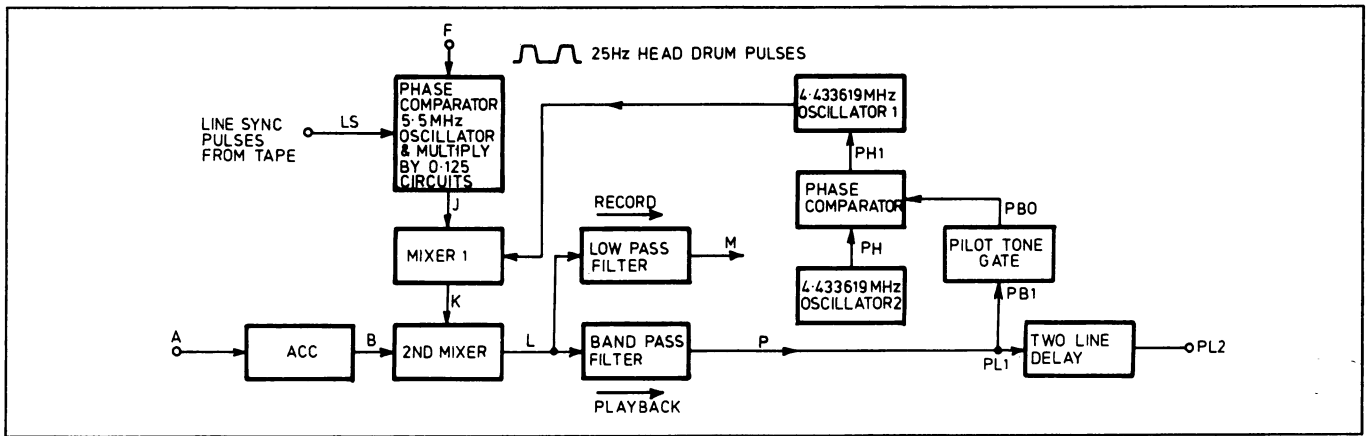 F
25Hz HEAD DRUM PULSES
PHASE
COMPARATOR
5·5MHz
OSCILLATOR
& MULTIPLY
BY 0·125
CIRCUITS
LINE SYNC
PULSES
FROM TAPE
LS
4·433619MHz
OSCILLATOR 1
PH1
PHASE
COMPARATOR
PBO
PILOT TONE
GATE
PH
4·433619MHz
OSCILLATOR2
PB1
J
MIXER 1
K
RECORD
LOW PASS
FILTER
M
A
ACC
B
2ND MIXER
L
BAND PASS
FILTER
PLAYBACK
P
PL1
TWO LINE
DELAY
PL2